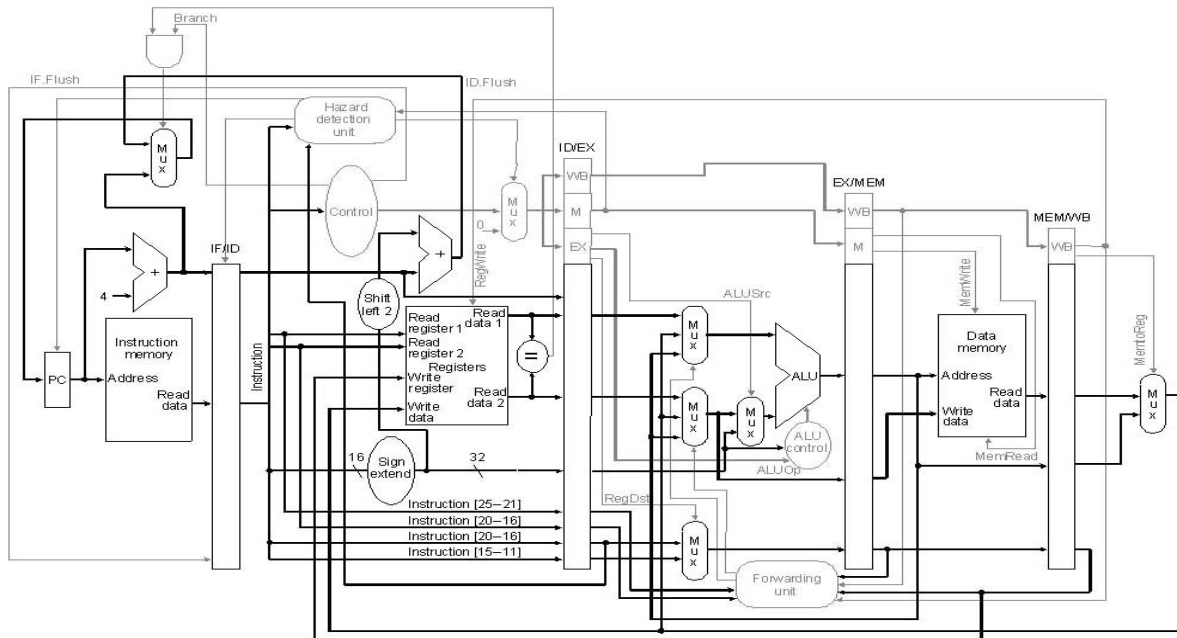 Branch
IF.Flush
ID.Flush
Hazard
detection
unit
M
u
x
ID/EX
WB
EX/MEM
Control
M
u
x
M
WB
MEM/WB
0
IF/ID
EX
M
WB
+
+
RegWrite
MemWrite
4
Shift
left 2
ALUSrc
Read
data 1
Read
register 1
M
u
x
Instruction
memory
Read
register 2
Data
memory
MemtoReg
Instruction
Registers
=
ALU
PC
Address
Write
register
Address
Read
data
Read
data 2
Read
data
M
u
x
Write
data
M
u
x
M
u
x
Write
data
ALU
control
16
Sign
extend
32
MemRead
ALUOp
Instruction [25–21]
RegDst
Instruction [20–16]
Instruction [20–16]
M
u
x
Instruction [15–11]
Forwarding
unit